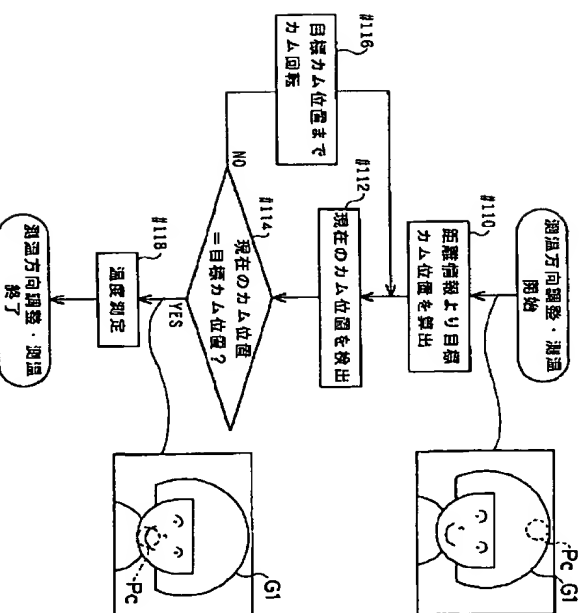 測温方向調整・測温
開始
#110
距離情報より目標
カム位置を算出
#112
現在のカム位置を検出
#114
現在のカム位置
=目標カム位置?
NO
#116
目標カム位置まで
カム回転
YES
#118
温度測定
測温方向調整・測温
終了
Pc
G1
G1
Pc